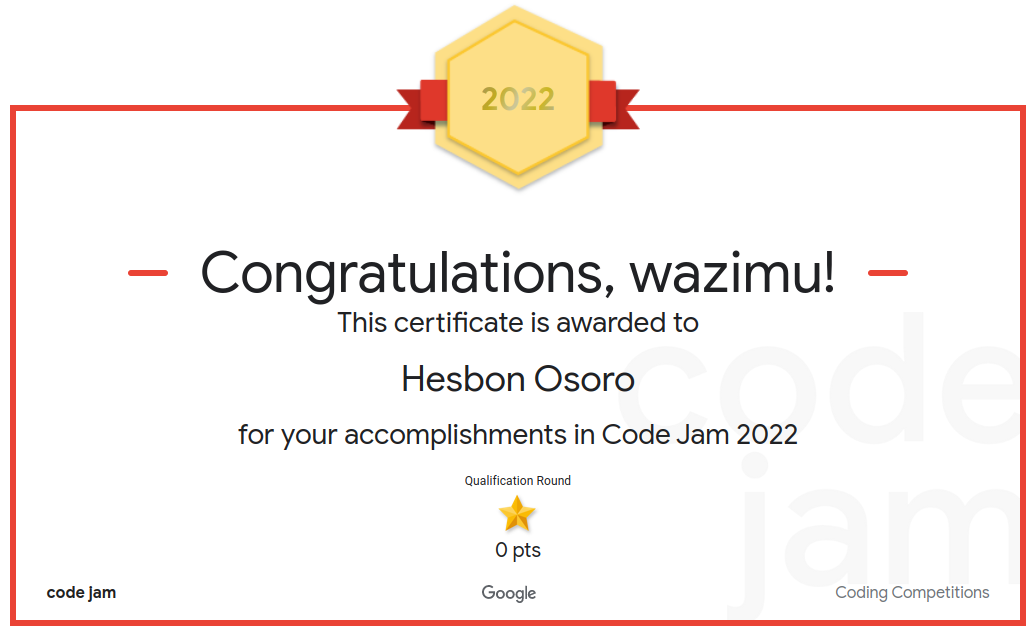 2022
Congratulations, wazimu!
This certificate is awarded to
Hesbon Osoro
for your accomplishments in Code Jam 2022
Qualification Round
0 pts
code jam
Google
Coding Competitions
code
jam